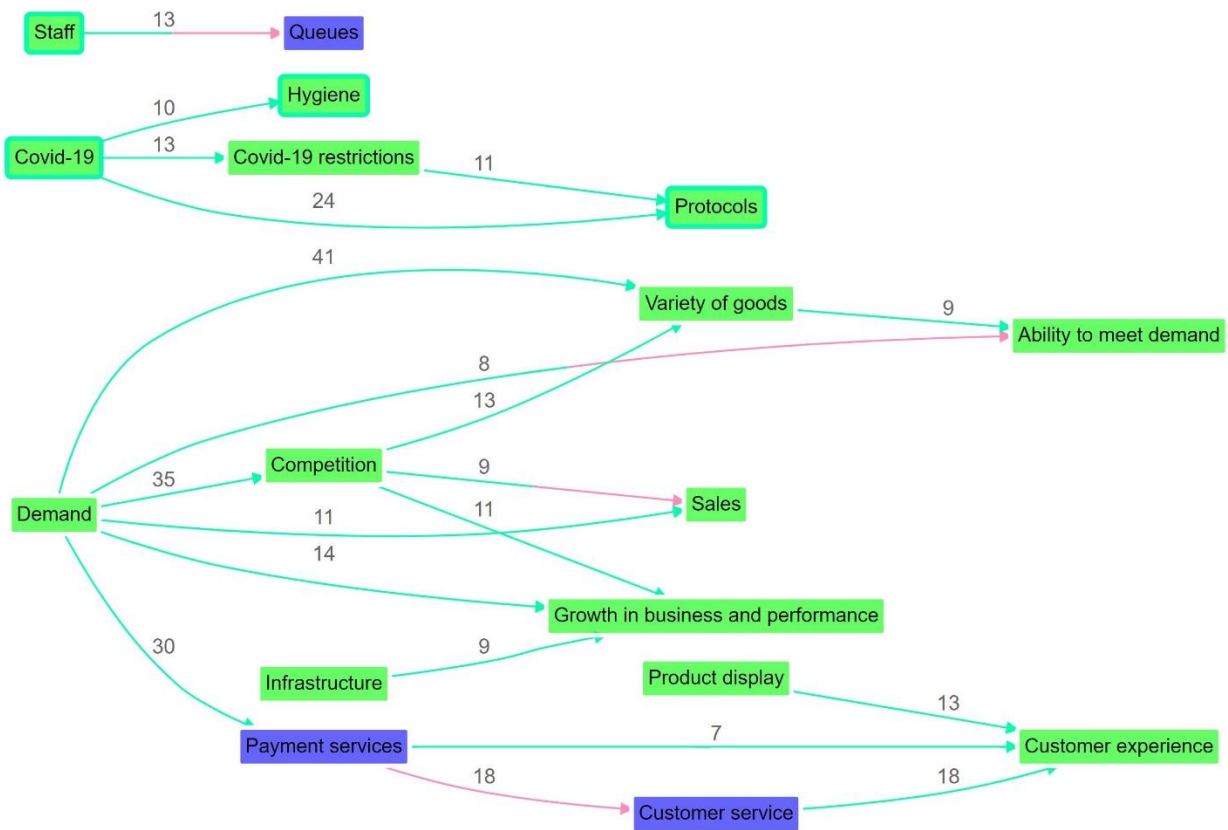 13
Staff
Queues
10
Hygiene
Covid-19
13
Covid-19 restrictions
11
24
Protocols
41
Variety of goods
9
Ability to meet demand
8
13
Competition
35
9
Sales
Demand
11
11
14
Growth in business and performance
30
Infrastructure
9
Product display
13
Payment services
7
Customer experience
18
Customer service
18